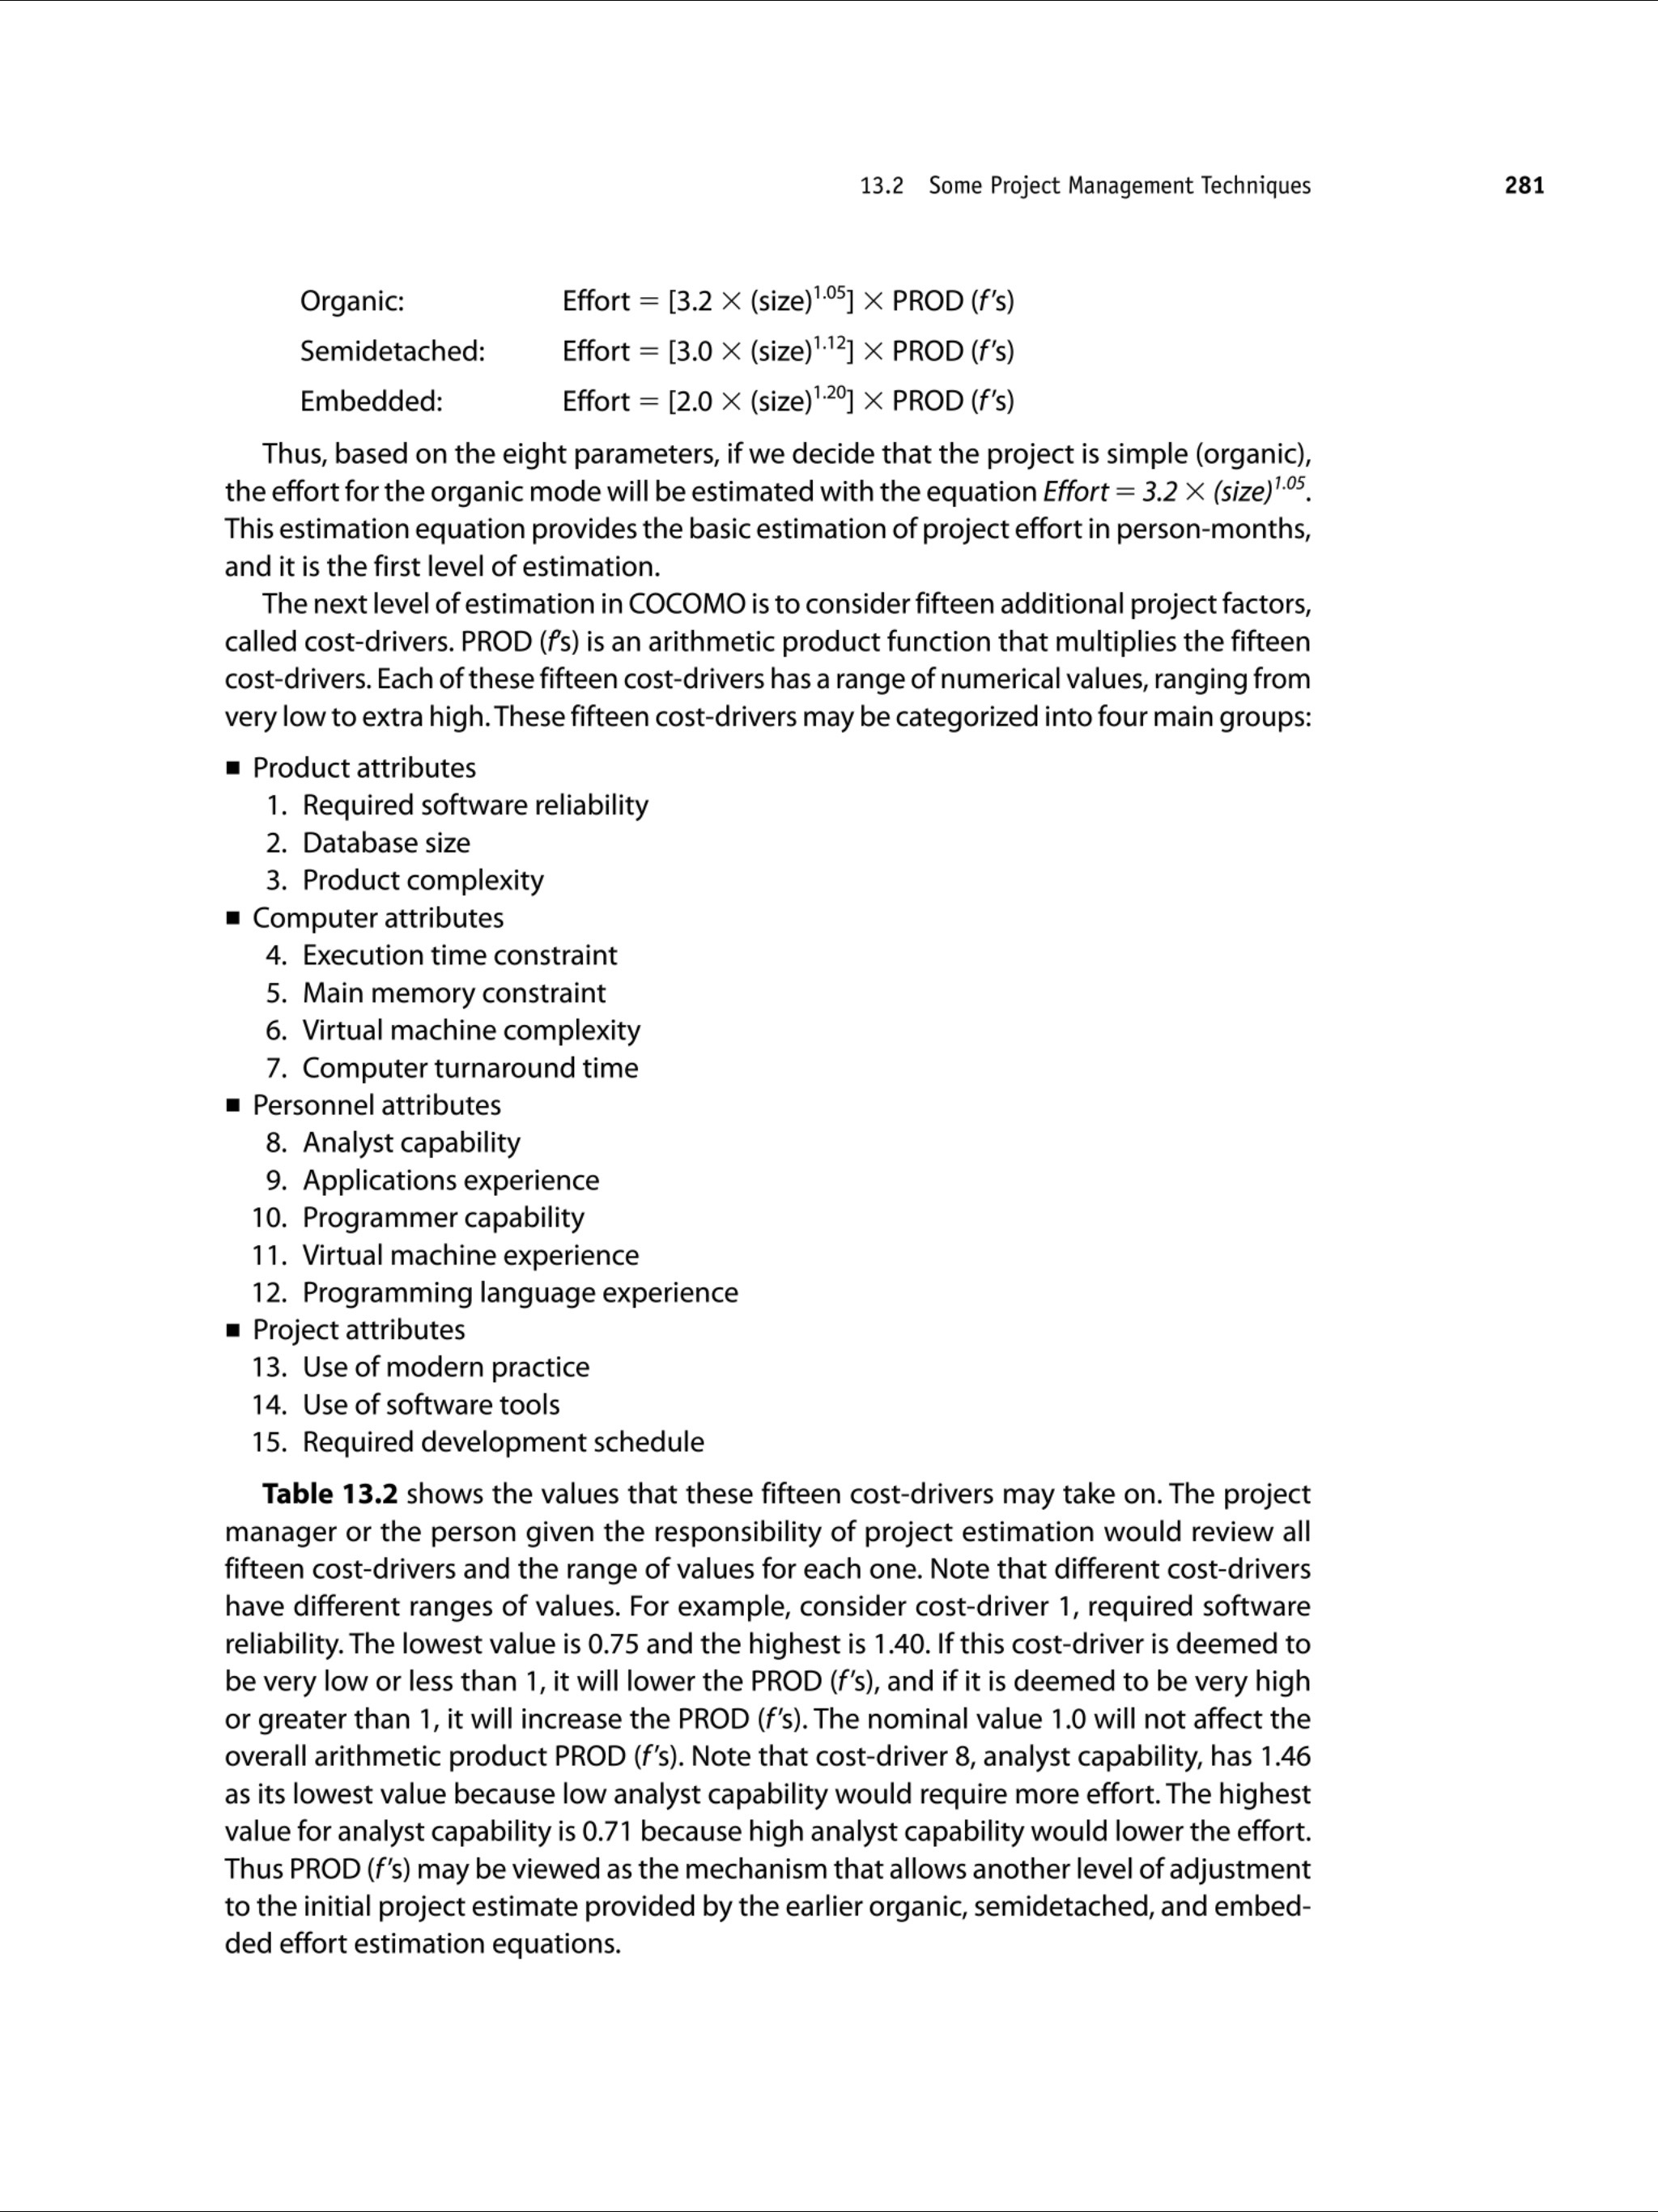 13.2 Some Project Management Techniques 281
Organic: Effort = [3.2 × (size)^1.05] × PROD (f's)
Semidetached: Effort = [3.0 × (size)^1.12] × PROD (f's)
Embedded: Effort = [2.0 × (size)^1.20] × PROD (f's)
Thus, based on the eight parameters, if we decide that the project is simple (organic),
the effort for the organic mode will be estimated with the equation Effort = 3.2 × (size)^1.05.
This estimation equation provides the basic estimation of project effort in person-months,
and it is the first level of estimation.
The next level of estimation in COCOMO is to consider fifteen additional project factors,
called cost-drivers. PROD (f's) is an arithmetic product function that multiplies the fifteen
cost-drivers. Each of these fifteen cost-drivers has a range of numerical values, ranging from
very low to extra high. These fifteen cost-drivers may be categorized into four main groups:
■ Product attributes
1. Required software reliability
2. Database size
3. Product complexity
■ Computer attributes
4. Execution time constraint
5. Main memory constraint
6. Virtual machine complexity
7. Computer turnaround time
■ Personnel attributes
8. Analyst capability
9. Applications experience
10. Programmer capability
11. Virtual machine experience
12. Programming language experience
■ Project attributes
13. Use of modern practice
14. Use of software tools
15. Required development schedule
Table 13.2 shows the values that these fifteen cost-drivers may take on. The project
manager or the person given the responsibility of project estimation would review all
fifteen cost-drivers and the range of values for each one. Note that different cost-drivers
have different ranges of values. For example, consider cost-driver 1, required software
reliability. The lowest value is 0.75 and the highest is 1.40. If this cost-driver is deemed to
be very low or less than 1, it will lower the PROD (f's), and if it is deemed to be very high
or greater than 1, it will increase the PROD (f's). The nominal value 1.0 will not affect the
overall arithmetic product PROD (f's). Note that cost-driver 8, analyst capability, has 1.46
as its lowest value because low analyst capability would require more effort. The highest
value for analyst capability is 0.71 because high analyst capability would lower the effort.
Thus PROD (f's) may be viewed as the mechanism that allows another level of adjustment
to the initial project estimate provided by the earlier organic, semidetached, and embed-
ded effort estimation equations.